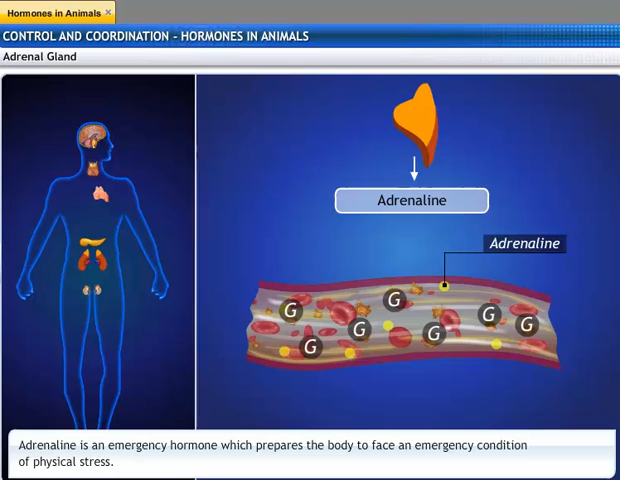 Hormones in Animals
CONTROL AND COORDINATION - HORMONES IN ANIMALS
Adrenal Gland
Adrenaline
Adrenaline
G
G
G
G
G
G
G
Adrenaline is an emergency hormone which prepares the body to face an emergency condition
of physical stress.